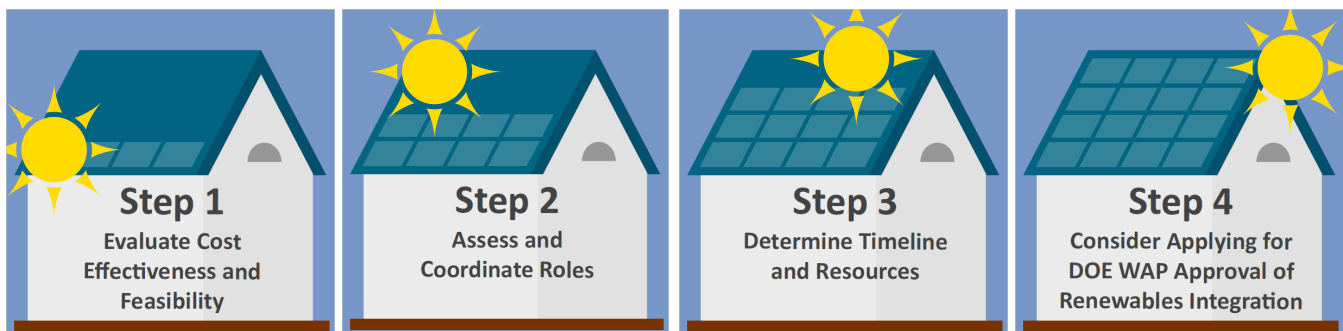 Step 1
Evaluate Cost
Effectiveness and
Feasibility
Step 2
Assess and
Coordinate Roles
Step 3
Determine Timeline
and Resources
Step 4
Consider Applying for
DOE WAP Approval of
Renewables Integration